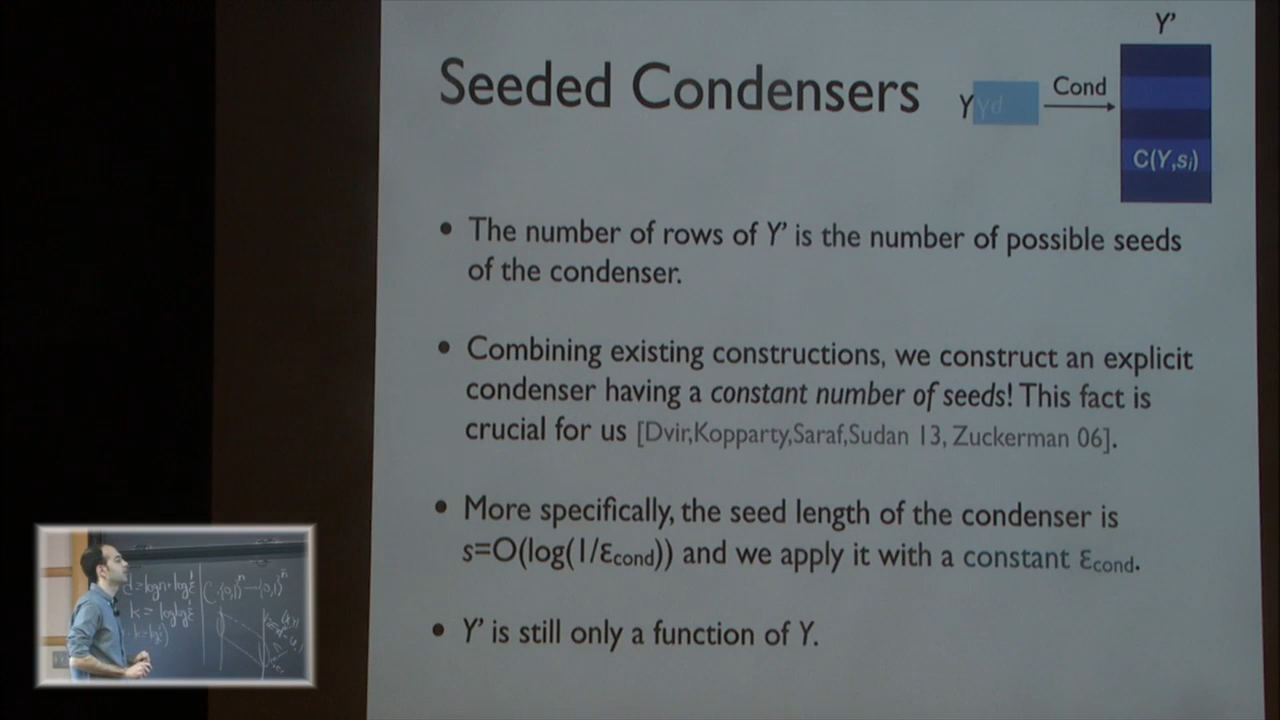 Seeded Condensers
Y
Yd
Cond
Y’
C(Y,si)
• The number of rows of Y’ is the number of possible seeds
of the condenser.
• Combining existing constructions, we construct an explicit
condenser having a constant number of seeds! This fact is
crucial for us [Dvir,Kopparty,Saraf,Sudan 13, Zuckerman 06].
• More specifically, the seed length of the condenser is
s=O(log(1/εcond)) and we apply it with a constant εcond.
• Y’ is still only a function of Y.